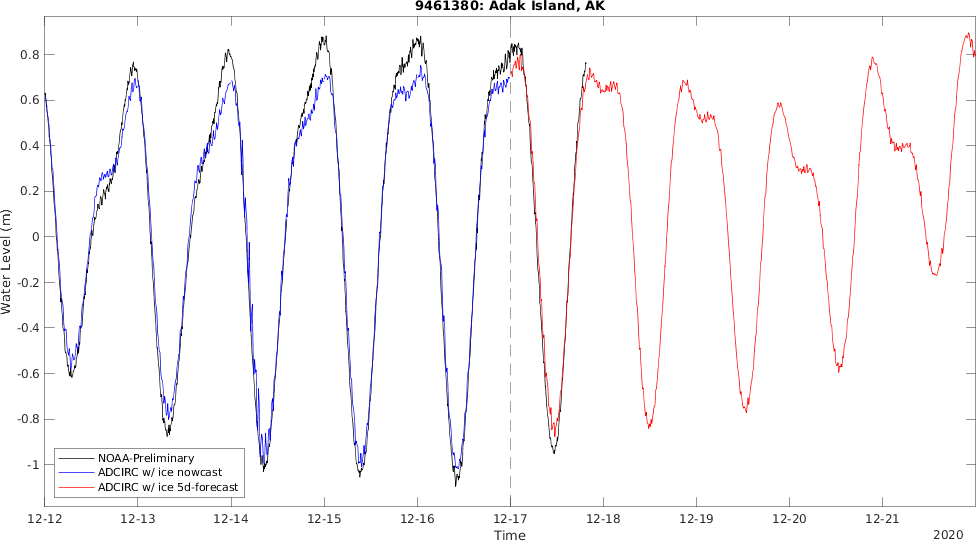 9461380: Adak Island, AK
0.8
0.6
0.4
0.2
0
-0.2
-0.4
-0.6
-0.8
-1
Water Level (m)
NOAA-Preliminary
ADCIRC w/ ice nowcast
ADCIRC w/ ice 5d-forecast
12-12 12-13 12-14 12-15 12-16 12-17 12-18 12-19 12-20 12-21
Time
2020